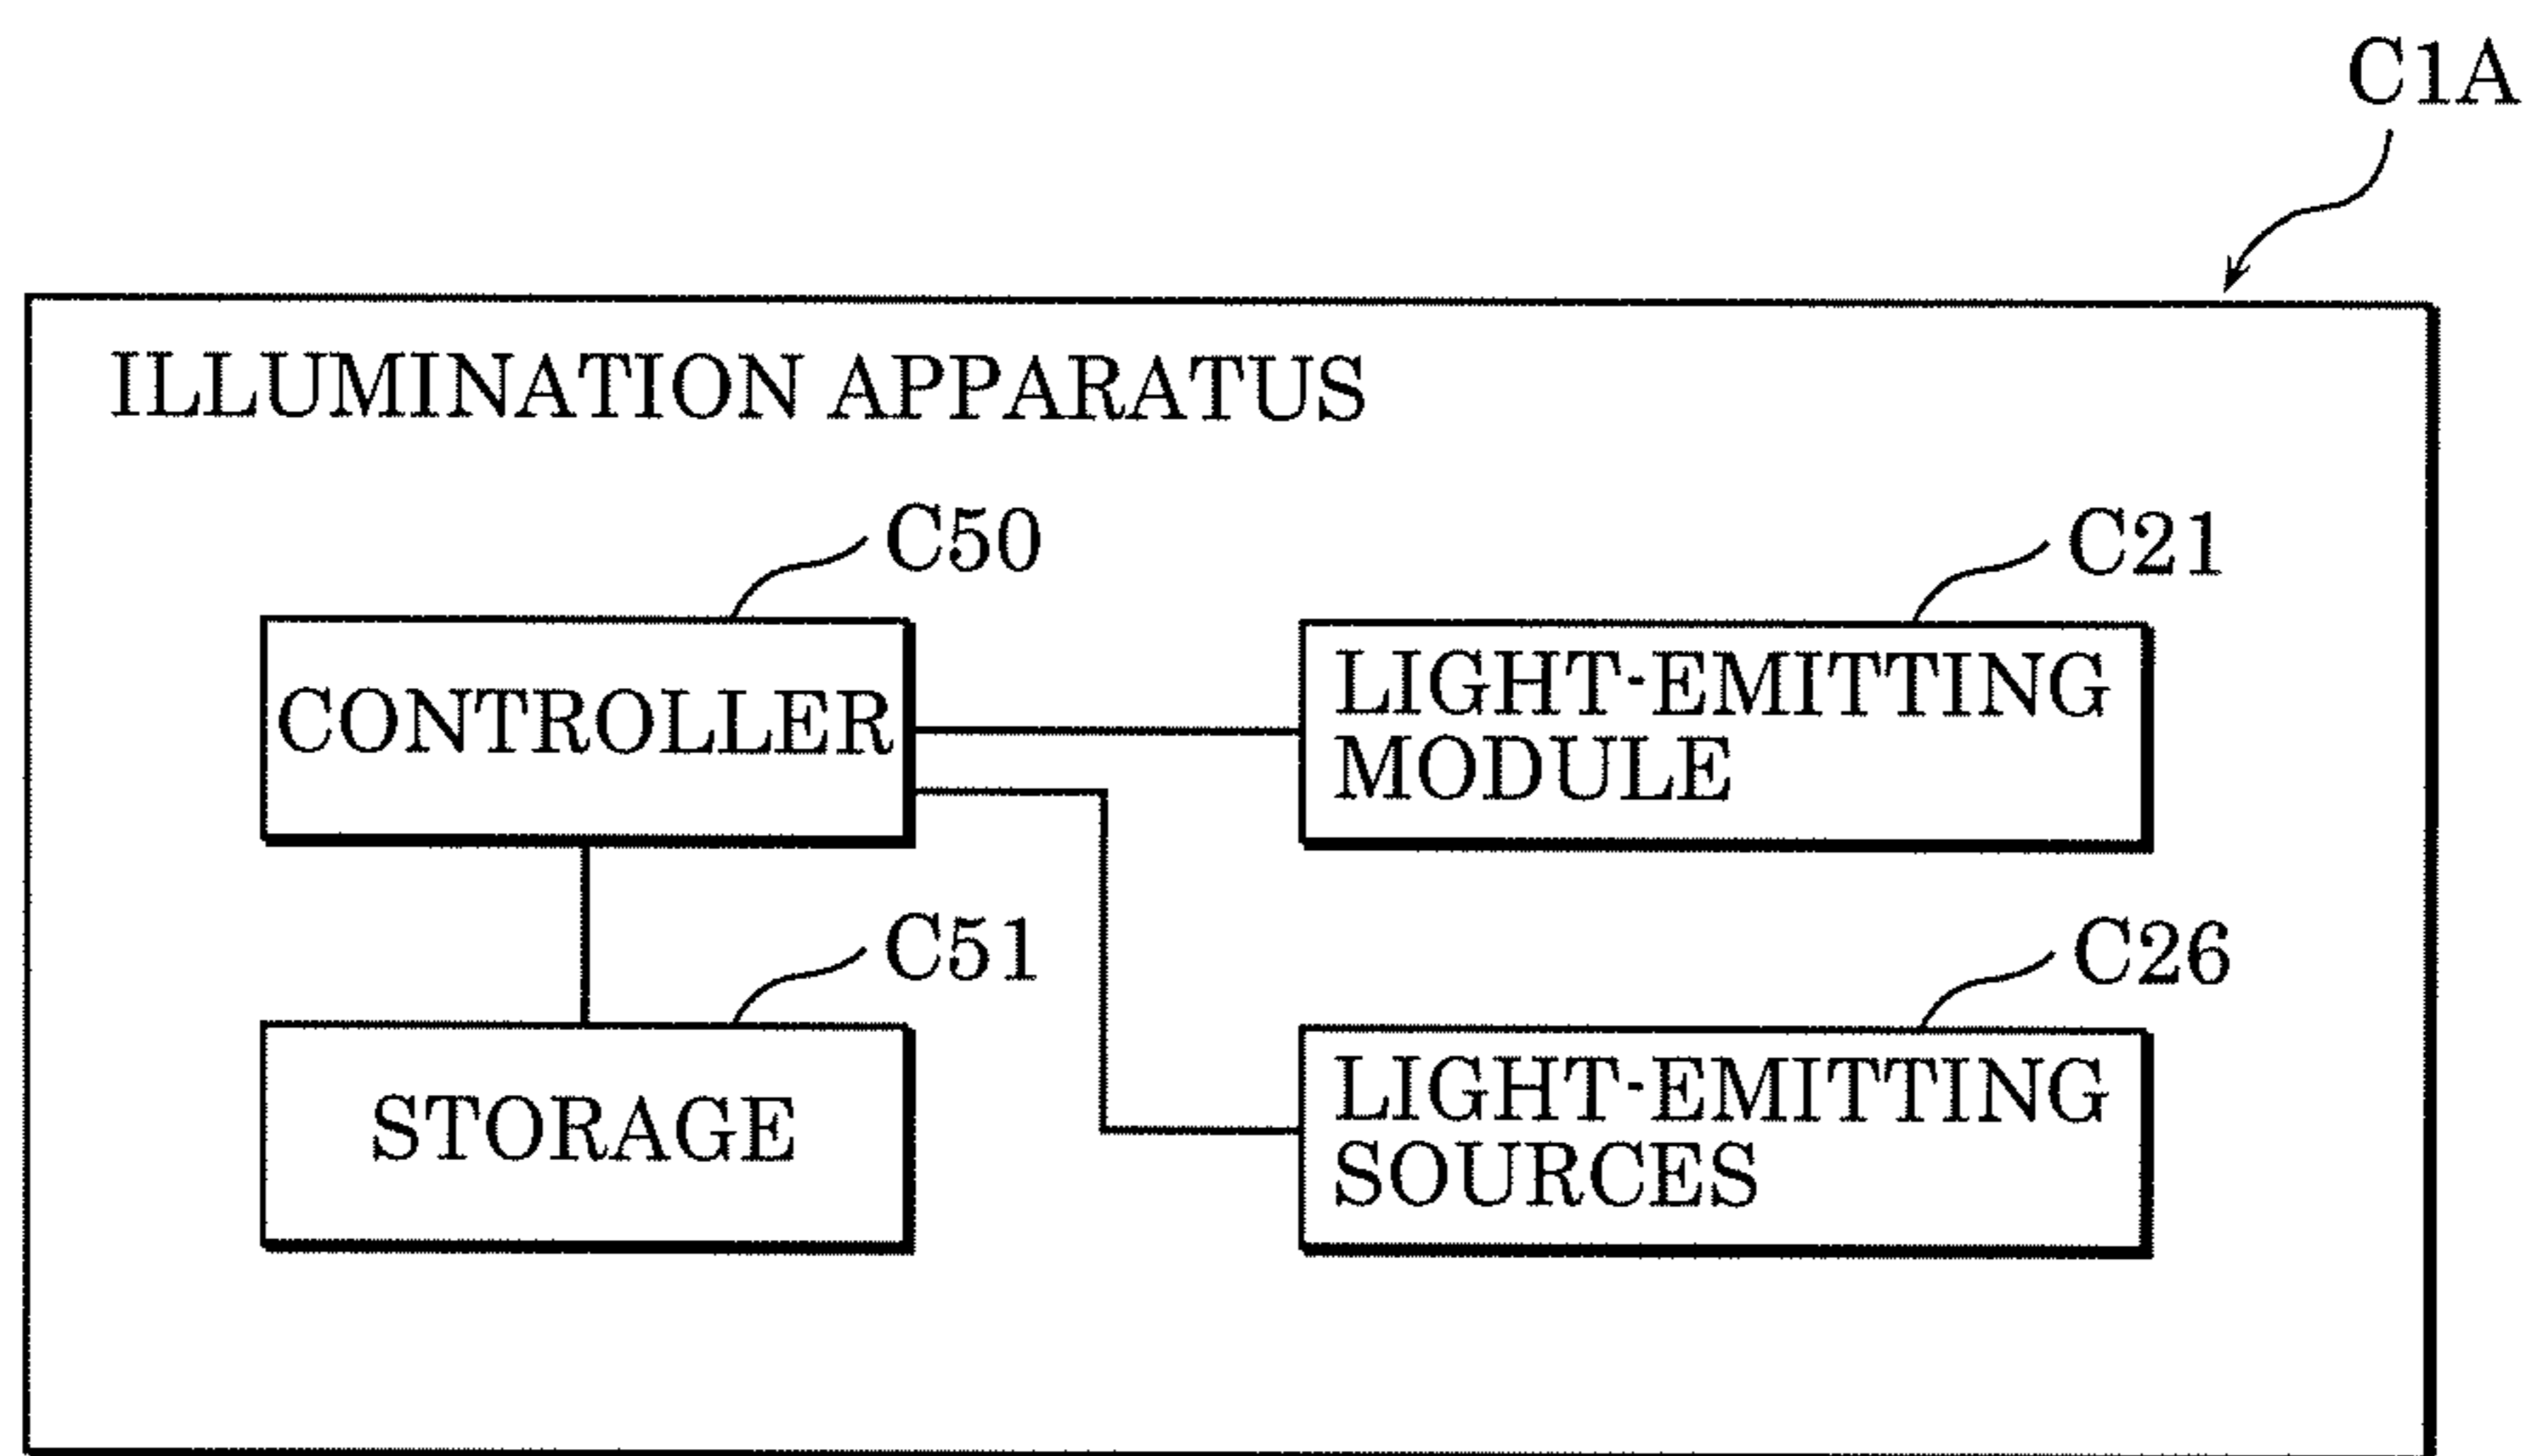 C1A
ILLUMINATION APPARATUS
C50
CONTROLLER
C21
LIGHT-EMITTING
MODULE
C51
STORAGE
C26
LIGHT-EMITTING
SOURCES